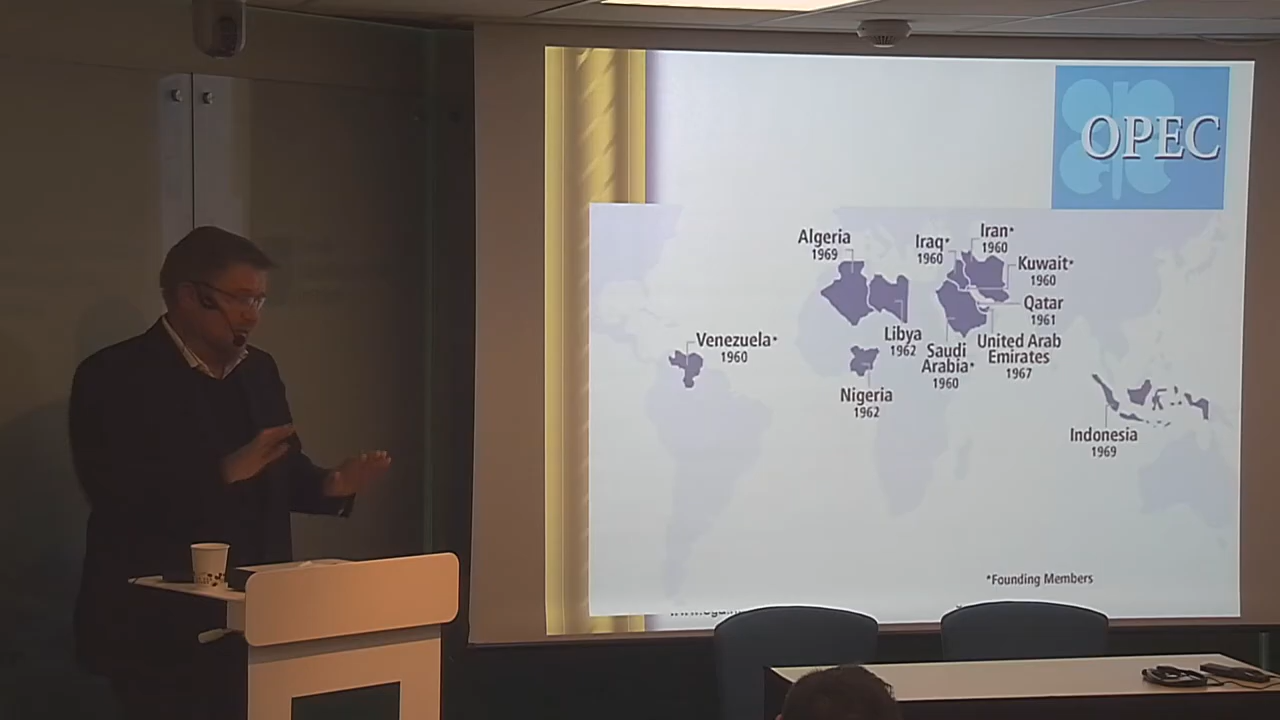 OPEC
Algeria
1969
Iraq*
1960
Iran*
1960
Kuwait*
1960
Qatar
1961
United Arab
Emirates
1967
Saudi
Arabia*
1960
Libya
1962
Nigeria
1962
Venezuela*
1960
Indonesia
1969
*Founding Members